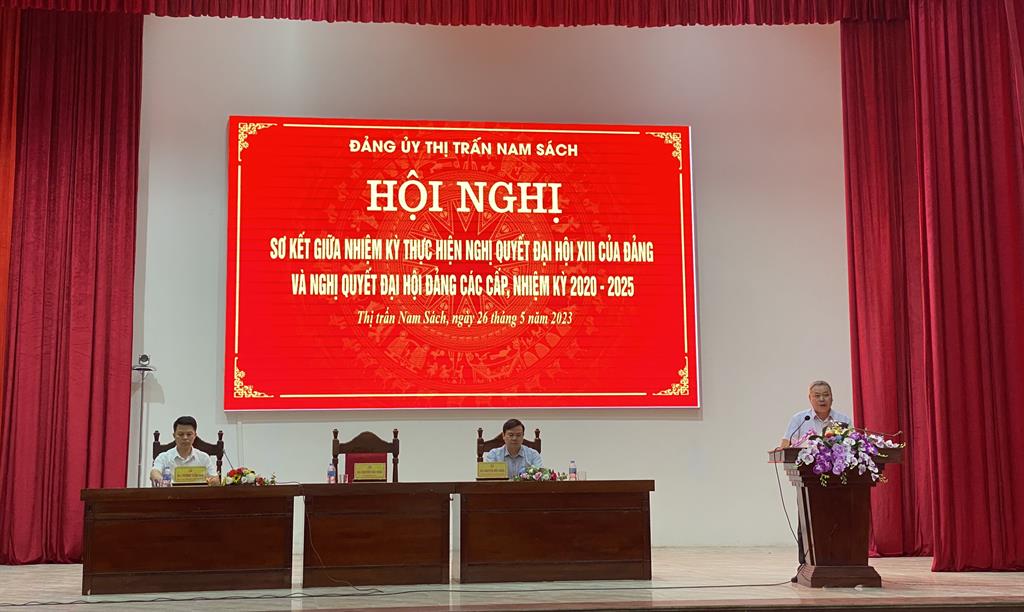 ĐẢNG ỦY THỊ TRẤN NAM SÁCH
HỘI NGHỊ
SƠ KẾT GIỮA NHIỆM KỲ THỰC HIỆN NGHỊ QUYẾT ĐẠI HỘI XIII CỦA ĐẢNG
VÀ NGHỊ QUYẾT ĐẠI HỘI ĐẢNG CÁC CẤP, NHIỆM KỲ 2020 - 2025
Thị trấn Nam Sách, ngày 26 tháng 5 năm 2023